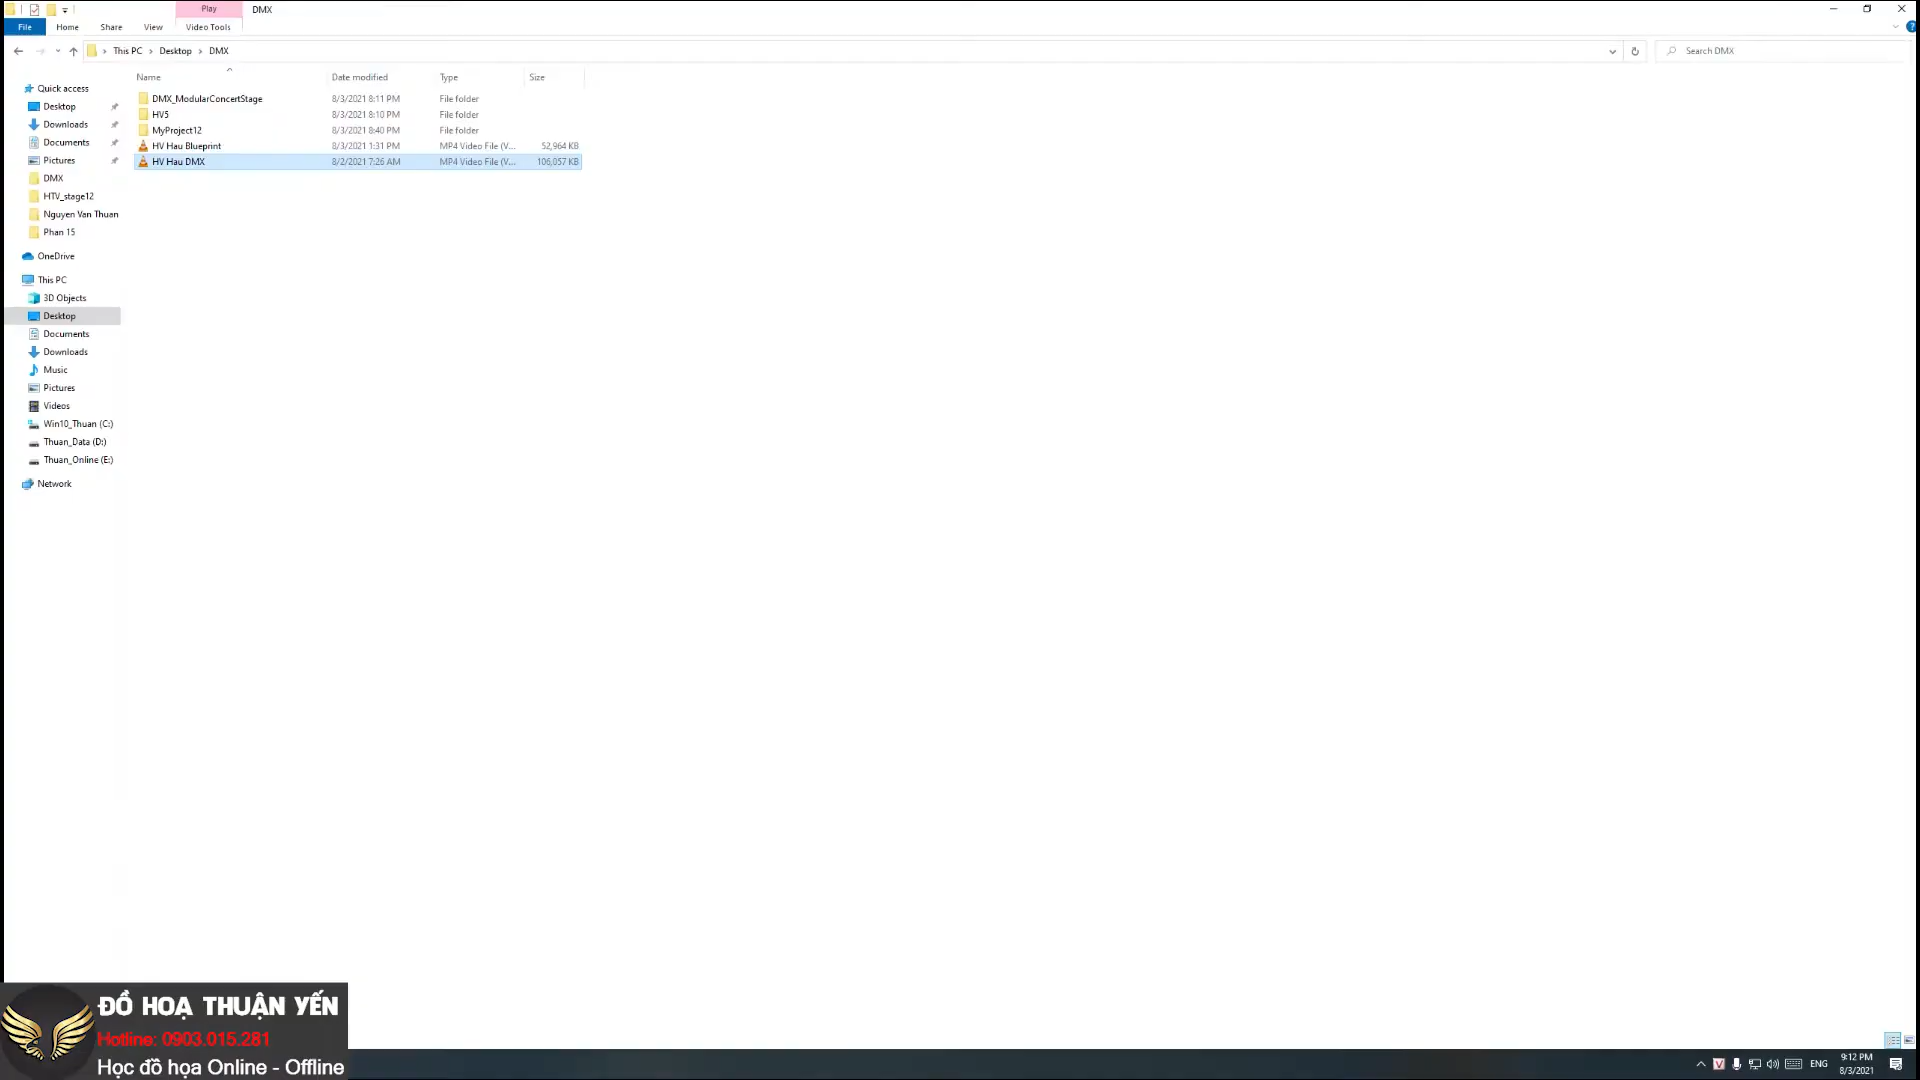 Play
DMX
File
Home
Share
View
Video Tools
This PC
Desktop
DMX
Search DMX
Name
Date modified
Type
Size
DMX_ModularConcertStage
8/3/2021 8:11 PM
File folder
HV5
8/3/2021 8:10 PM
File folder
MyProject12
8/3/2021 8:40 PM
File folder
HV Hau Blueprint
8/3/2021 1:31 PM
MP4 Video File (V...
52,964 KB
HV Hau DMX
8/2/2021 7:26 AM
MP4 Video File (V...
106,057 KB
Quick access
Desktop
Downloads
Documents
Pictures
DMX
HTV_stage12
Nguyen Van Thuan
Phan 15
OneDrive
This PC
3D Objects
Desktop
Documents
Downloads
Music
Pictures
Videos
Win10_Thuan (C:)
Thuan_Data (D:)
Thuan_Online (E:)
Network
ĐỒ HOẠ THUẬN YẾN
Hotline: 0903.015.281
Học đồ họa Online - Offline
ENG
9:12 PM
8/3/2021